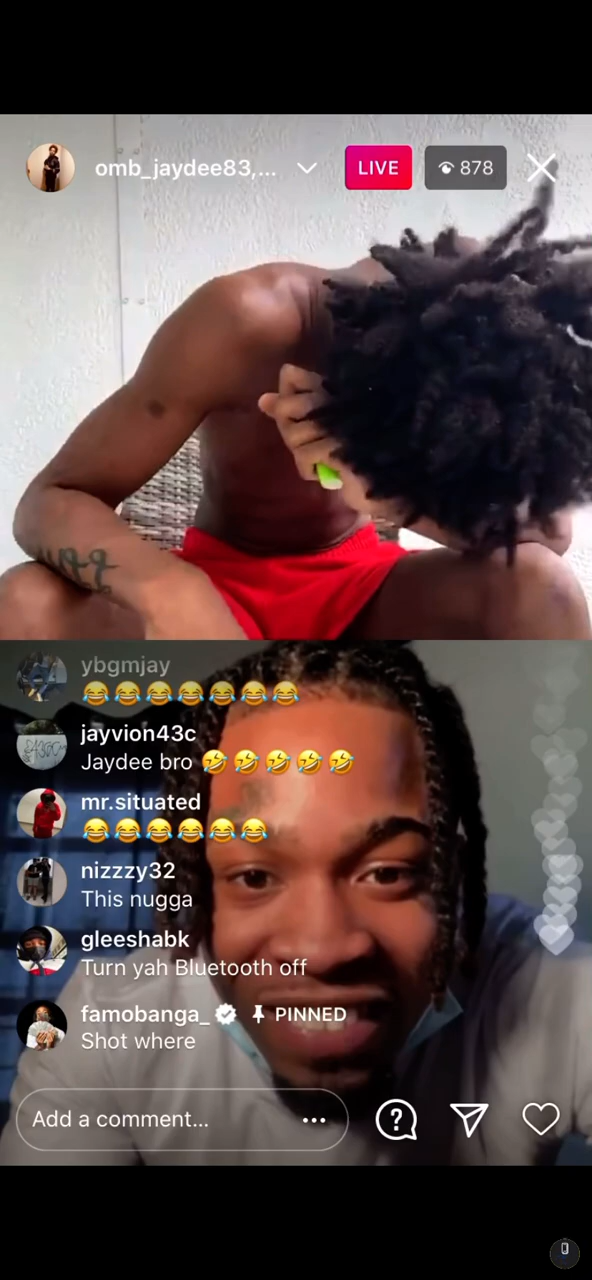 omb_jaydee83,...
LIVE
878
ybgmjay
😂😂😂😂😂😂😂
jayvion43c
Jaydee bro 🤣🤣🤣🤣🤣
mr.situated
😂😂😂😂😂😂
nizzzy32
This nugga
gleeshabk
Turn yah Bluetooth off
famobanga_ PINNED
Shot where
Add a comment...